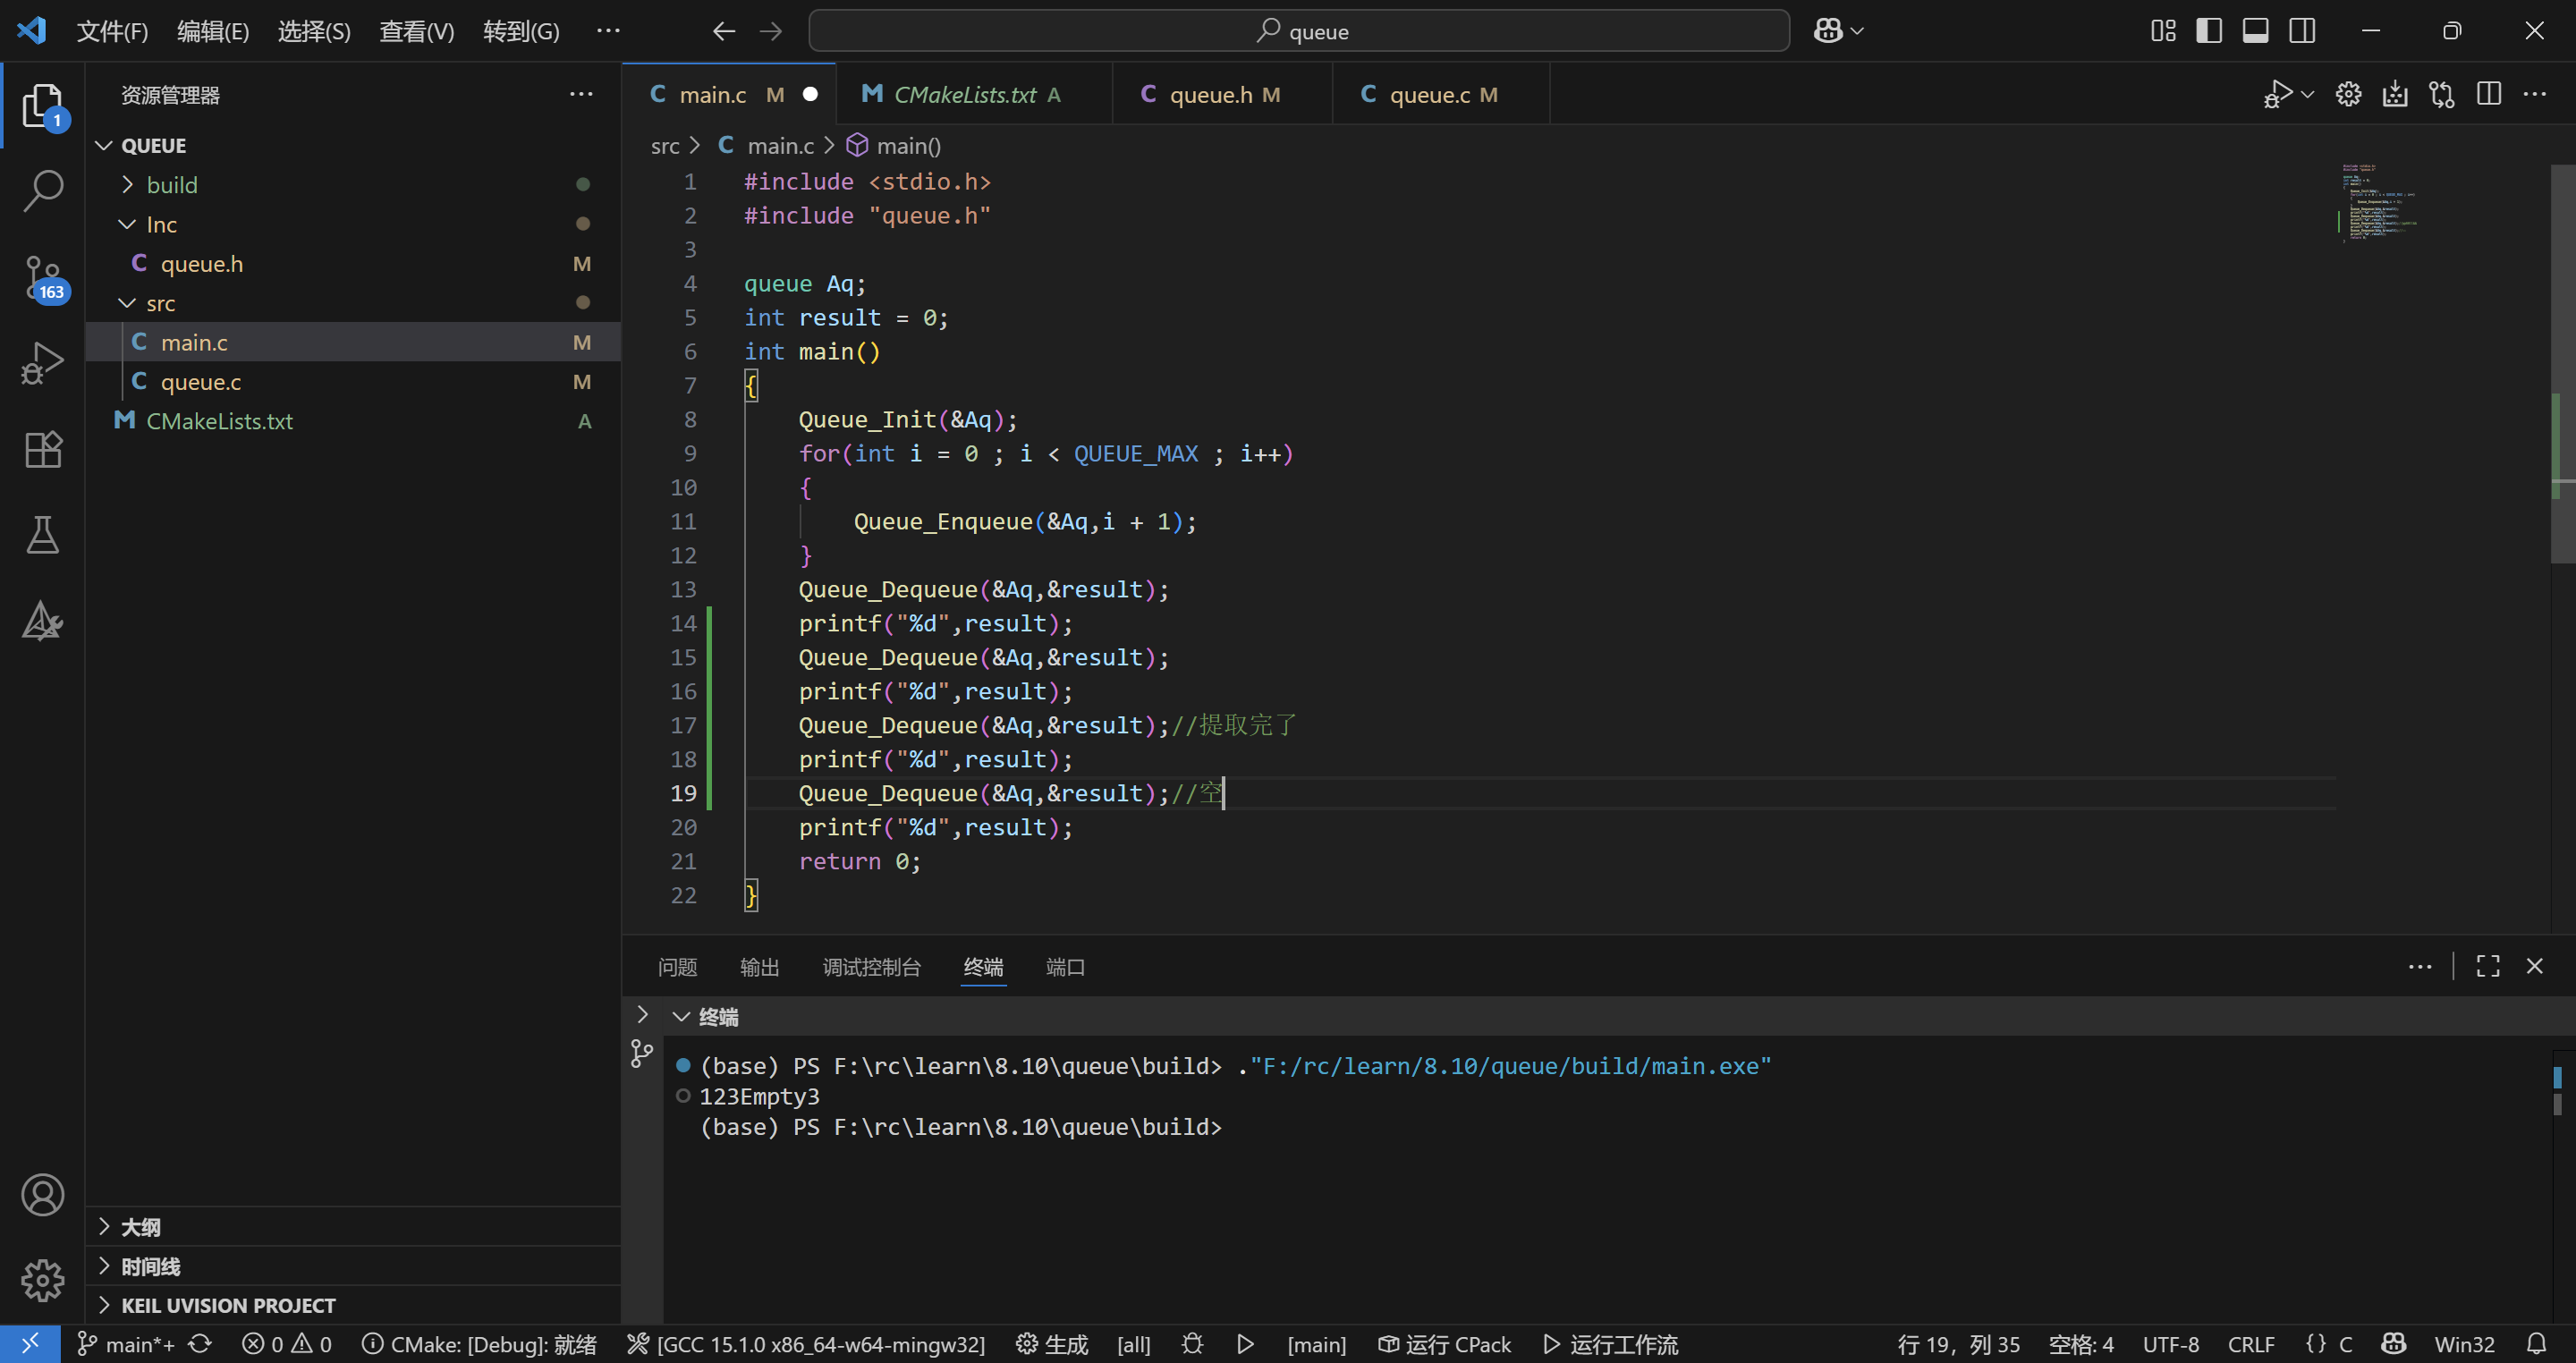 文件(F) 编辑(E) 选择(S) 查看(V) 转到(G) ··· queue
资源管理器 ···
QUEUE
build
Inc
queue.h M
src
main.c M
queue.c M
CMakeLists.txt A
大纲
时间线
KEIL UVISION PROJECT
1
163
main.c M CMakeLists.txt A queue.h M queue.c M
src > main.c > main()
1 #include <stdio.h>
2 #include "queue.h"
3
4 queue Aq;
5 int result = 0;
6 int main()
7 {
8 Queue_Init(&Aq);
9 for(int i = 0 ; i < QUEUE_MAX ; i++)
10 {
11 Queue_Enqueue(&Aq,i + 1);
12 }
13 Queue_Dequeue(&Aq,&result);
14 printf("%d",result);
15 Queue_Dequeue(&Aq,&result);
16 printf("%d",result);
17 Queue_Dequeue(&Aq,&result);//提取完了
18 printf("%d",result);
19 Queue_Dequeue(&Aq,&result);//空
20 printf("%d",result);
21 return 0;
22 }
问题 输出 调试控制台 终端 端口
终端
(base) PS F:\rc\learn\8.10\queue\build> ."F:/rc/learn/8.10/queue/build/main.exe"
123Empty3
(base) PS F:\rc\learn\8.10\queue\build>
main*+ 0 0 CMake: [Debug]: 就绪 [GCC 15.1.0 x86_64-w64-mingw32] 生成 [all] [main] 运行 CPack 运行工作流 行 19，列 35 空格: 4 UTF-8 CRLF {} C Win32